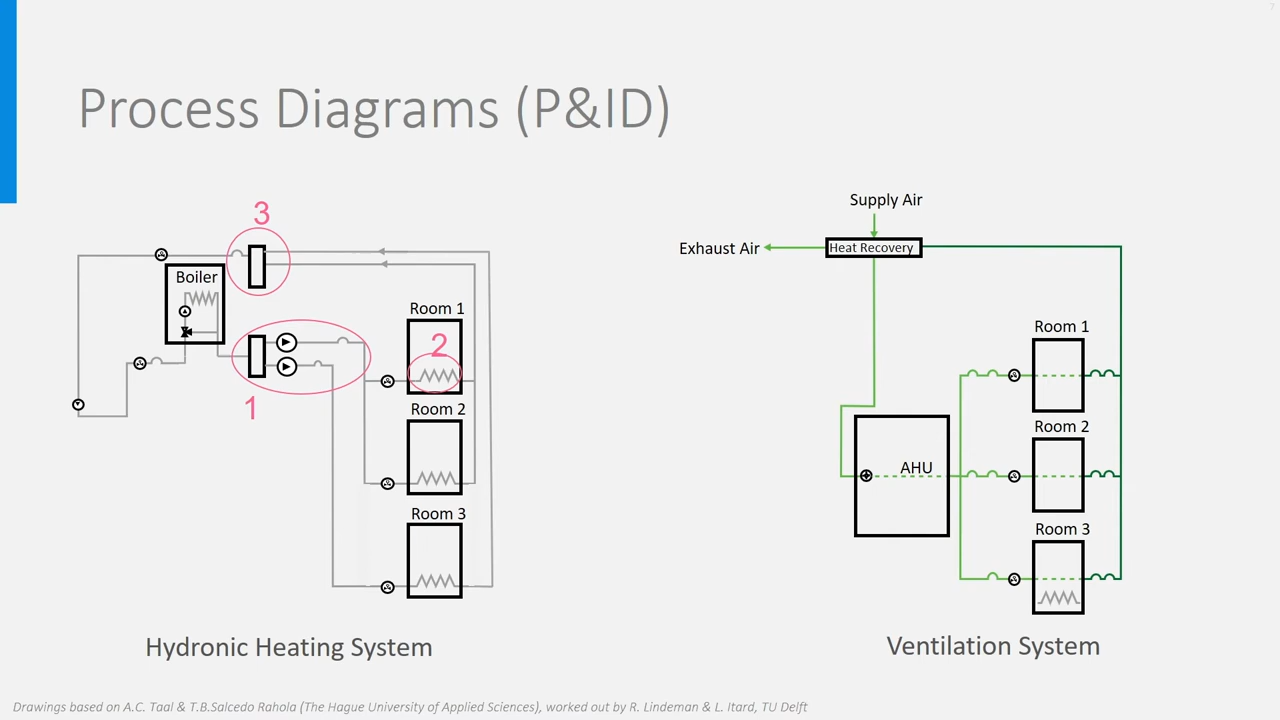 7
Process Diagrams (P&ID)
3
Boiler
Room 1
2
1
Room 2
Room 3
Hydronic Heating System
Supply Air
Exhaust Air
Heat Recovery
Room 1
AHU
Room 2
Room 3
Ventilation System
Drawings based on A.C. Taal & T.B.Salcedo Rahola (The Hague University of Applied Sciences), worked out by R. Lindeman & L. Itard, TU Delft